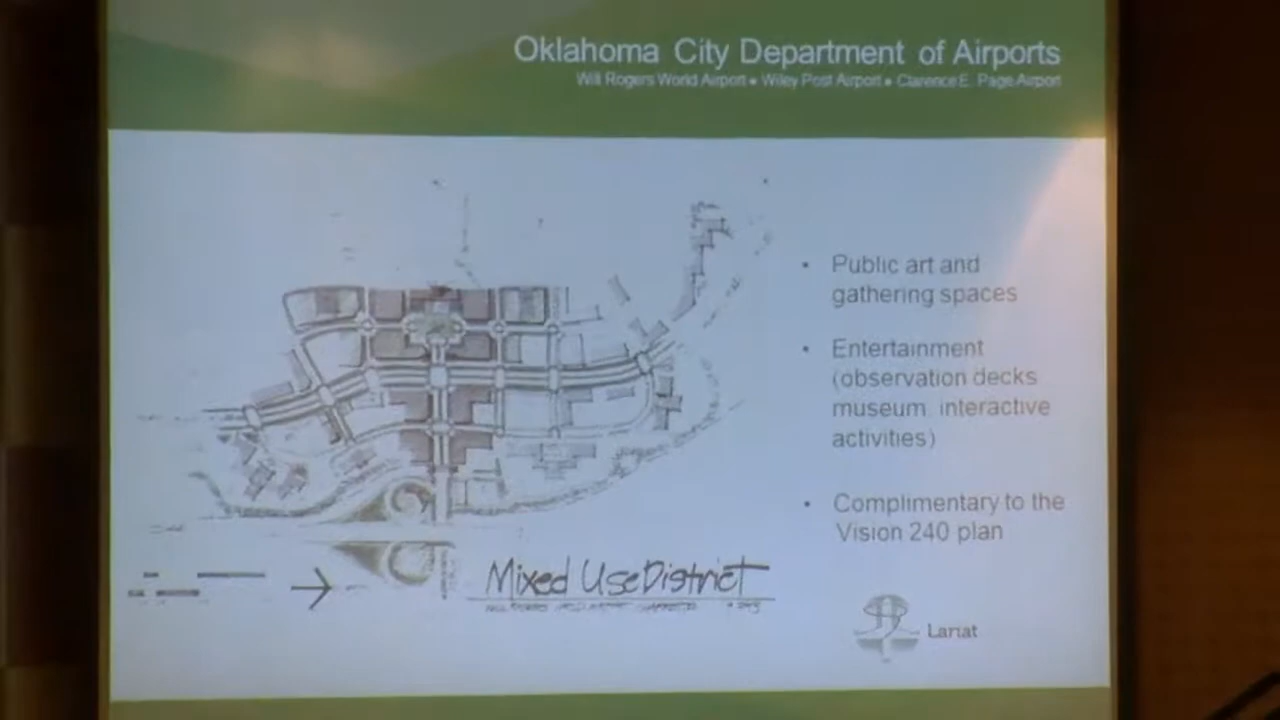 Oklahoma City Department of Airports
Will Rogers World Airport • Wiley Post Airport • Clarence E. Page Airport
• Public art and
gathering spaces
• Entertainment
(observation decks
museum interactive
activities)
• Complimentary to the
Vision 240 plan
Mixed Use District
Lariat